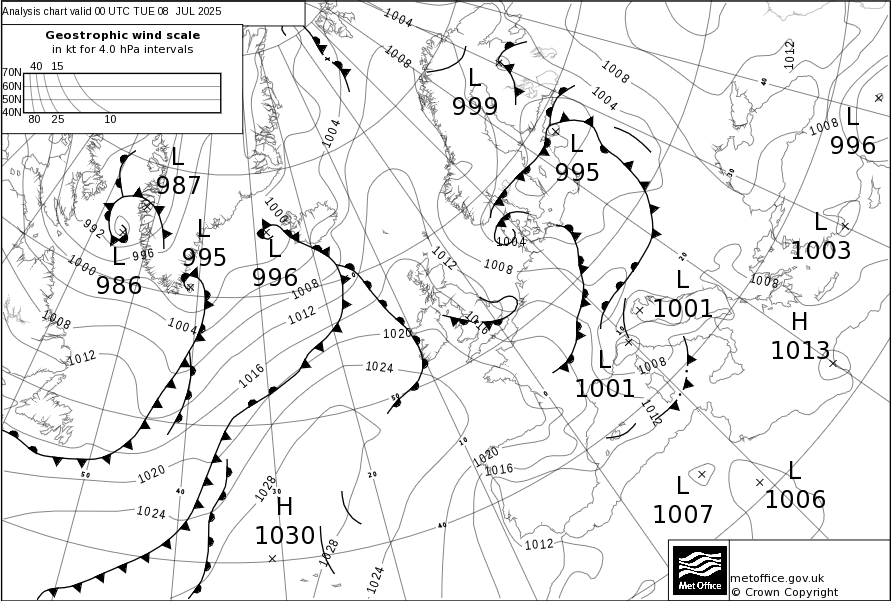 Analysis chart valid 00 UTC TUE 08 JUL 2025
Geostrophic wind scale
in kt for 4.0 hPa intervals
40 15
70N
60N
50N
40N
80 25 10
1004
1008
1012
1008
1004
L
999
1008
L
996
1004
L
995
L
987
992
996
1000
L
986
L
995
1000
L
996
1004
1008
1012
L
1003
1008
1012
1004
1008
1012
1016
L
1001
1008
H
1013
1020
1024
1016
L
1001
1008
1012
1020
1024
1020
1016
1028
H
1030
1028
1024
1012
L
1007
L
1006
50
40
30
20
10
0
10
20
30
40
50
40
0
metoffice.gov.uk
© Crown Copyright
Met Office